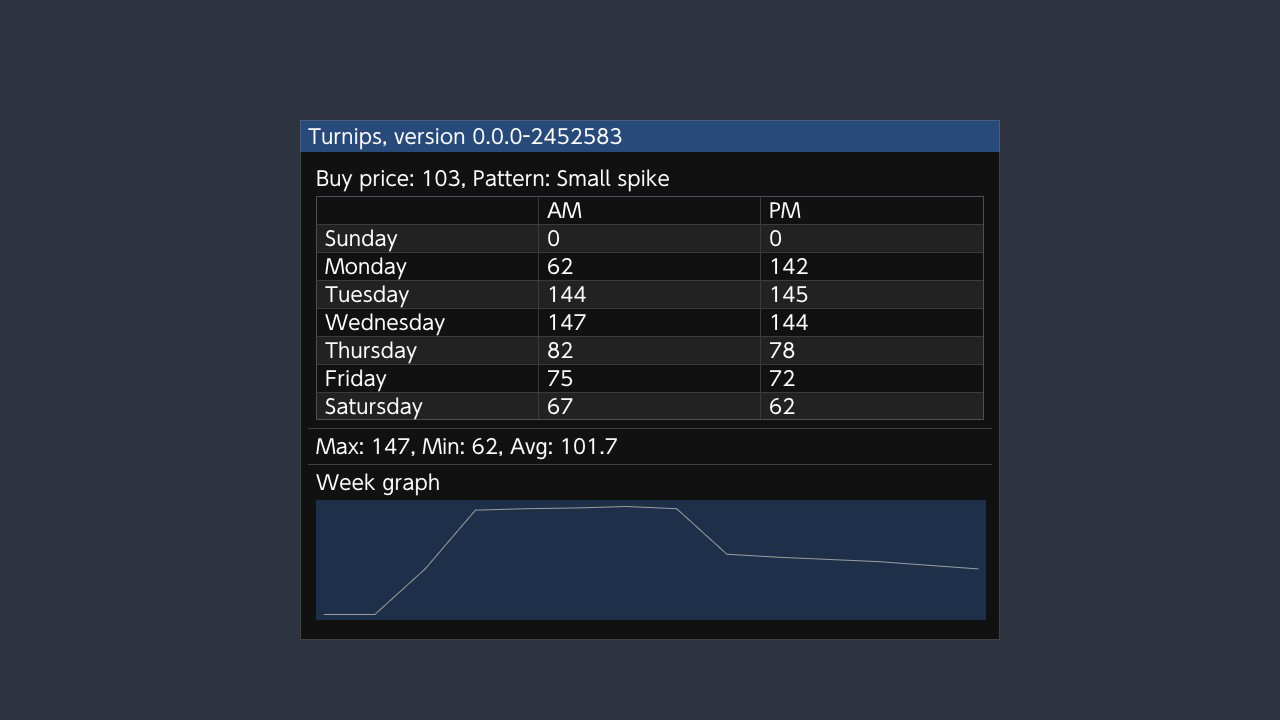 Turnips, version 0.0.0-2452583
Buy price: 103, Pattern: Small spike
AM PM
Sunday 0 0
Monday 62 142
Tuesday 144 145
Wednesday 147 144
Thursday 82 78
Friday 75 72
Satursday 67 62
Max: 147, Min: 62, Avg: 101.7
Week graph